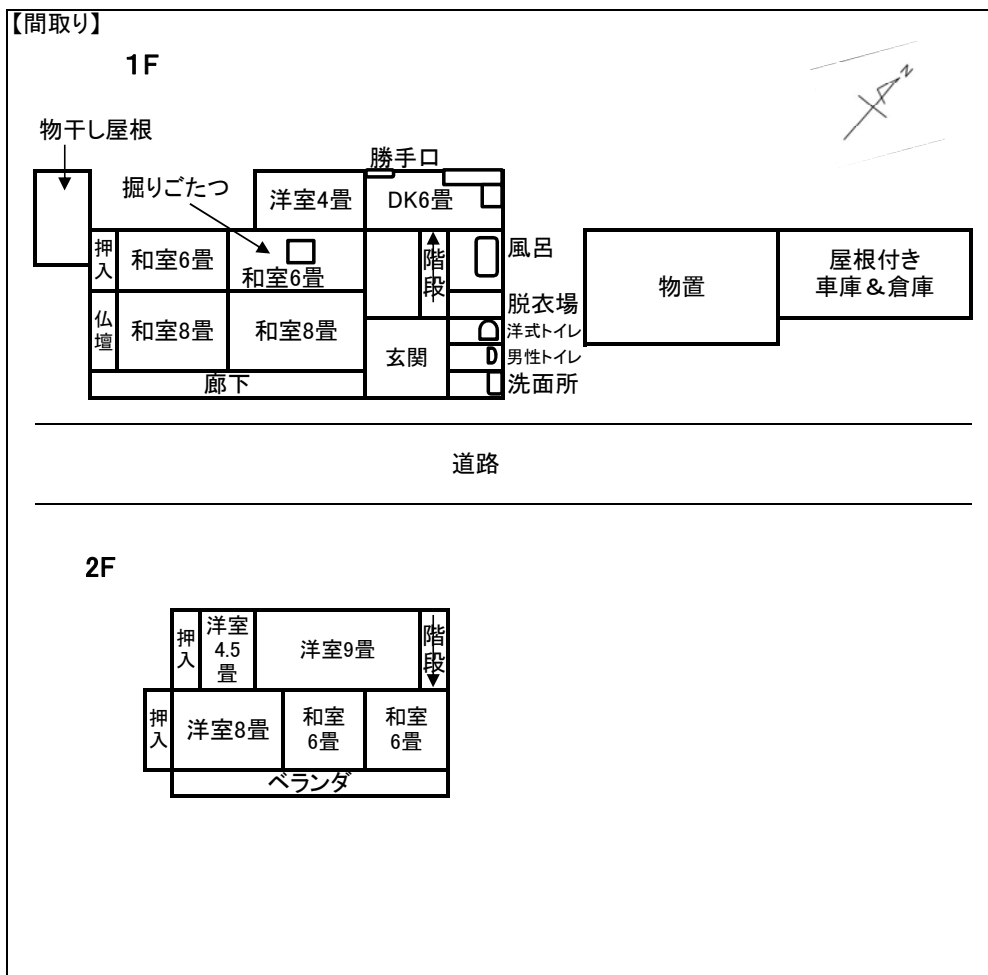 【間取り】
1F
N
物干し屋根
勝手口
掘りごたつ
洋室4畳
DK6畳
押
入
和室6畳
和室6畳
階
段
風呂
物置
屋根付き
車庫＆倉庫
脱衣場
仏
壇
和室8畳
和室8畳
玄関
洋式トイレ
男性トイレ
廊下
洗面所
道路
2F
押
入
洋室
4.5
畳
洋室9畳
階
段
押
入
洋室8畳
和室
6畳
和室
6畳
ベランダ